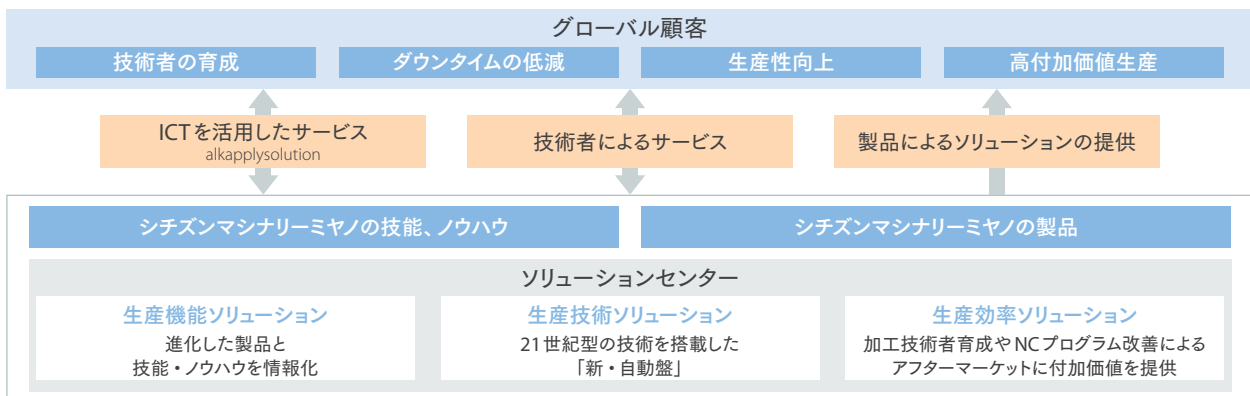 グローバル顧客
技術者の育成
ダウンタイムの低減
生産性向上
高付加価値生産
ICTを活用したサービス
alkapplysolution
技術者によるサービス
製品によるソリューションの提供
シチズンマシナリーミヤノの技能、ノウハウ
シチズンマシナリーミヤノの製品
ソリューションセンター
生産機能ソリューション
進化した製品と
技能・ノウハウを情報化
生産技術ソリューション
21世紀型の技術を搭載した
「新・自動盤」
生産効率ソリューション
加工技術者育成やNCプログラム改善による
アフターマーケットに付加価値を提供